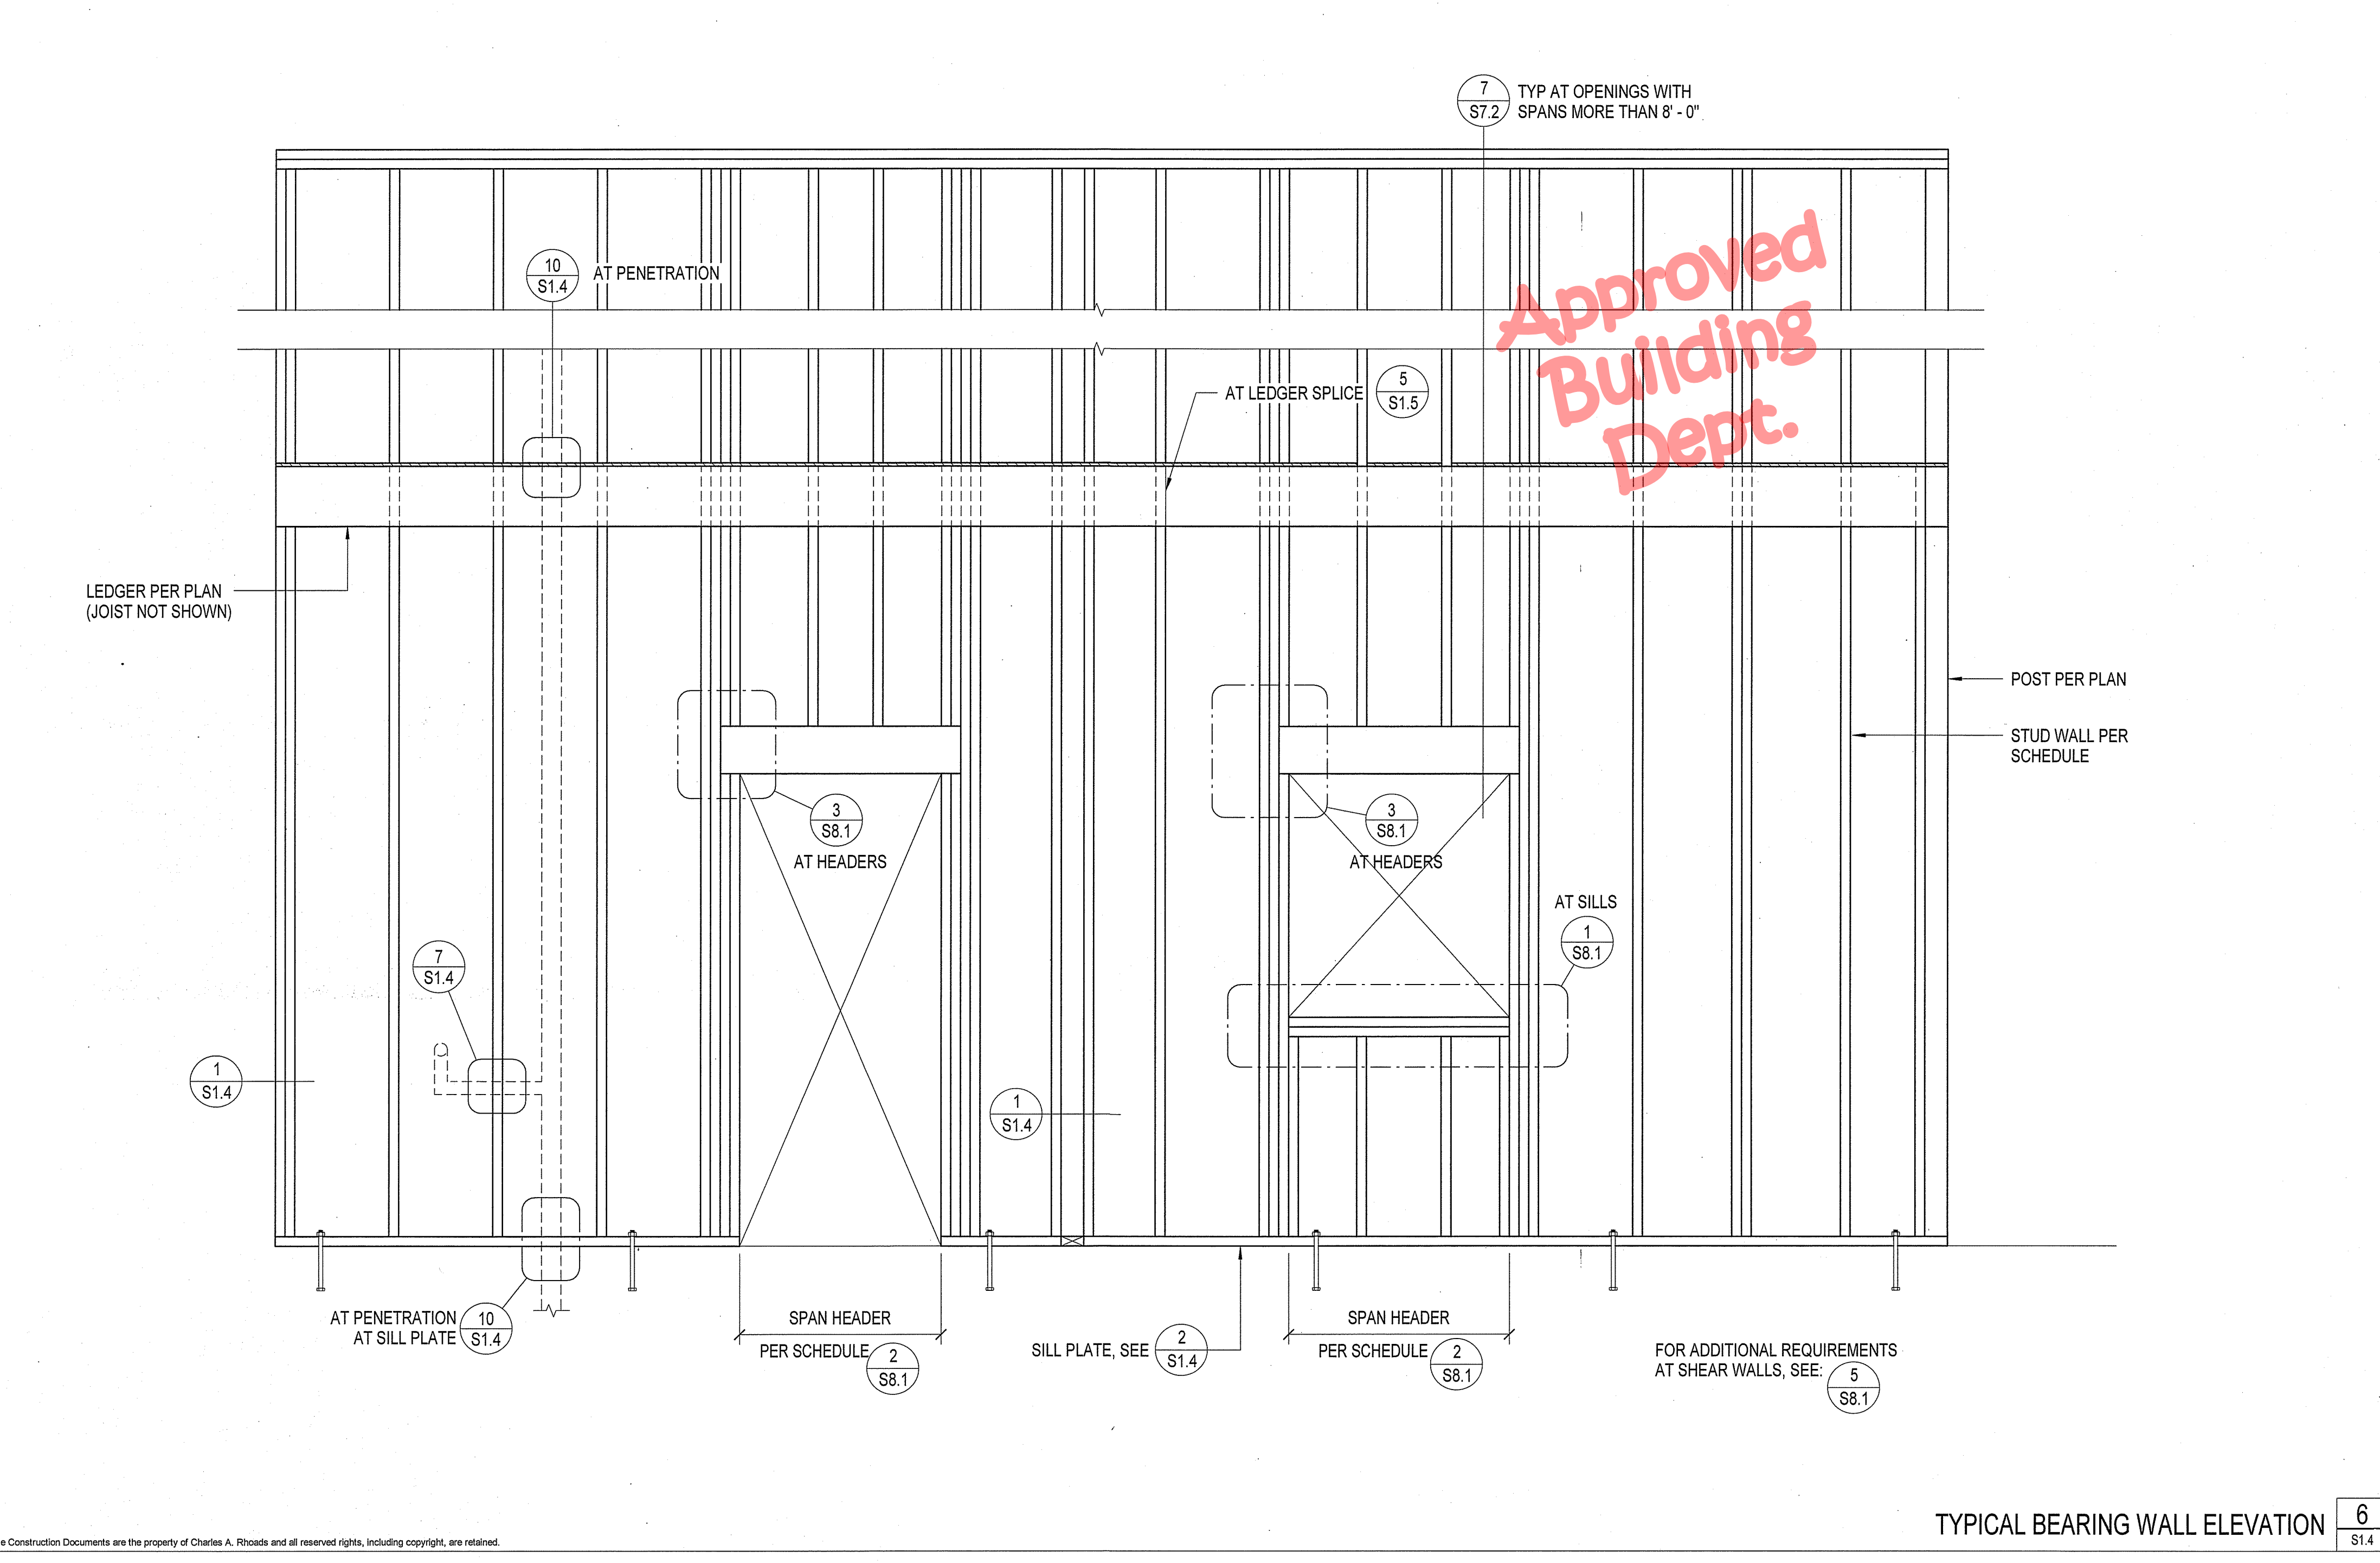 7
S7.2
TYP AT OPENINGS WITH
SPANS MORE THAN 8' - 0"
10
S1.4
AT PENETRATION
Approved
Building
Dept.
AT LEDGER SPLICE
5
S1.5
LEDGER PER PLAN
(JOIST NOT SHOWN)
POST PER PLAN
STUD WALL PER
SCHEDULE
3
S8.1
AT HEADERS
3
S8.1
AT HEADERS
AT SILLS
1
S8.1
7
S1.4
1
S1.4
1
S1.4
AT PENETRATION
AT SILL PLATE
10
S1.4
SPAN HEADER
PER SCHEDULE
2
S8.1
SILL PLATE, SEE
2
S1.4
SPAN HEADER
PER SCHEDULE
2
S8.1
FOR ADDITIONAL REQUIREMENTS
AT SHEAR WALLS, SEE:
5
S8.1
TYPICAL BEARING WALL ELEVATION
6
S1.4
e Construction Documents are the property of Charles A. Rhoads and all reserved rights, including copyright, are retained.